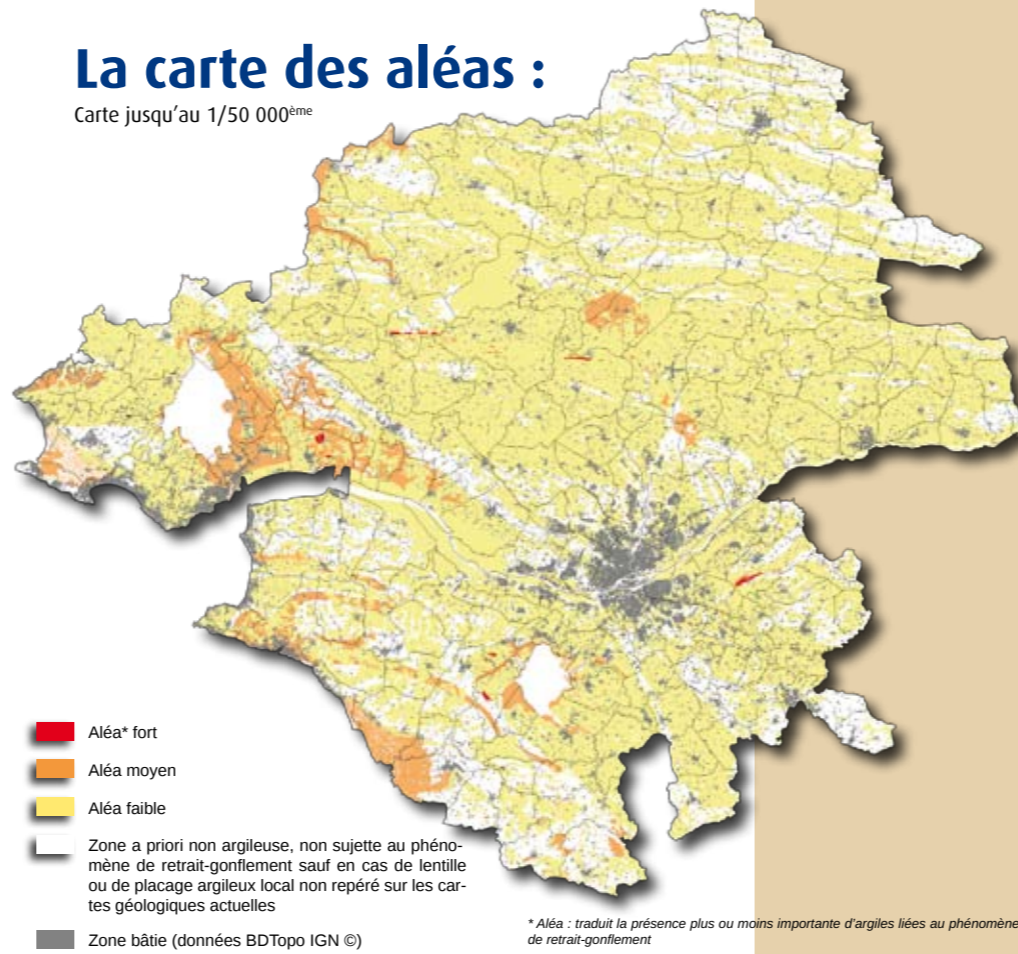 La carte des aléas :
Carte jusqu'au 1/50 000ème
Aléa* fort
Aléa moyen
Aléa faible
Zone a priori non argileuse, non sujette au phéno-
mène de retrait-gonflement sauf en cas de lentille
ou de placage argileux local non repéré sur les car-
tes géologiques actuelles
Zone bâtie (données BDTopo IGN ©)
* Aléa : traduit la présence plus ou moins importante d'argiles liées au phénomène
de retrait-gonflement